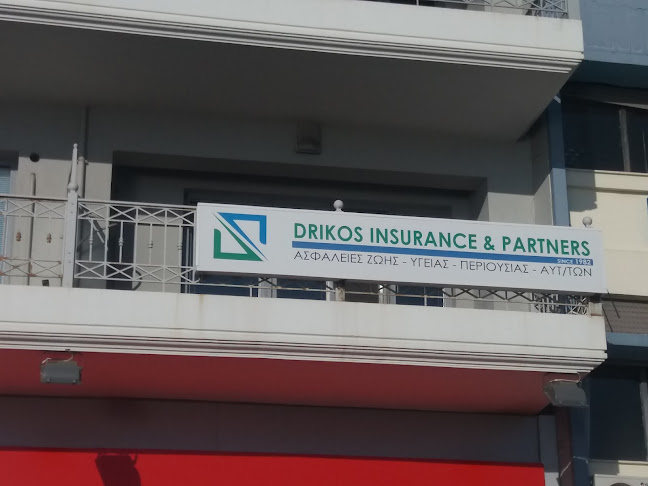 DRIKOS INSURANCE & PARTNERS
SINCE 1982
ΑΣΦΑΛΕΙΕΣ ΖΩΗΣ - ΥΓΕΙΑΣ - ΠΕΡΙΟΥΣΙΑΣ - ΑΥΤ/ΤΩΝ